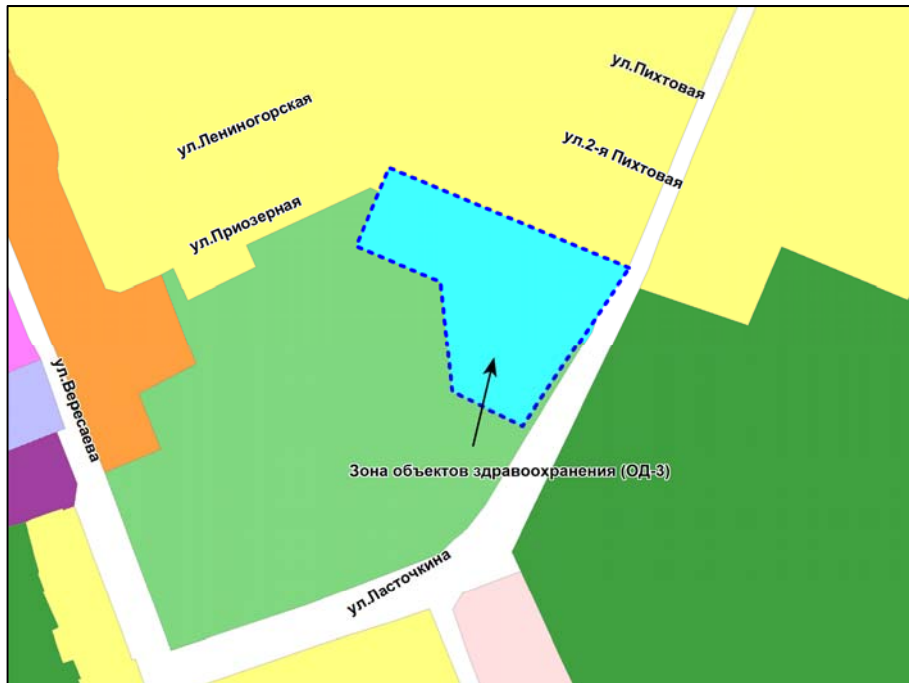 ул.Пихтовая
ул.Лениногорская
ул.2-я Пихтовая
ул.Приозерная
ул.Вересаева
Зона объектов здравоохранения (ОД-3)
ул.Ласточкина